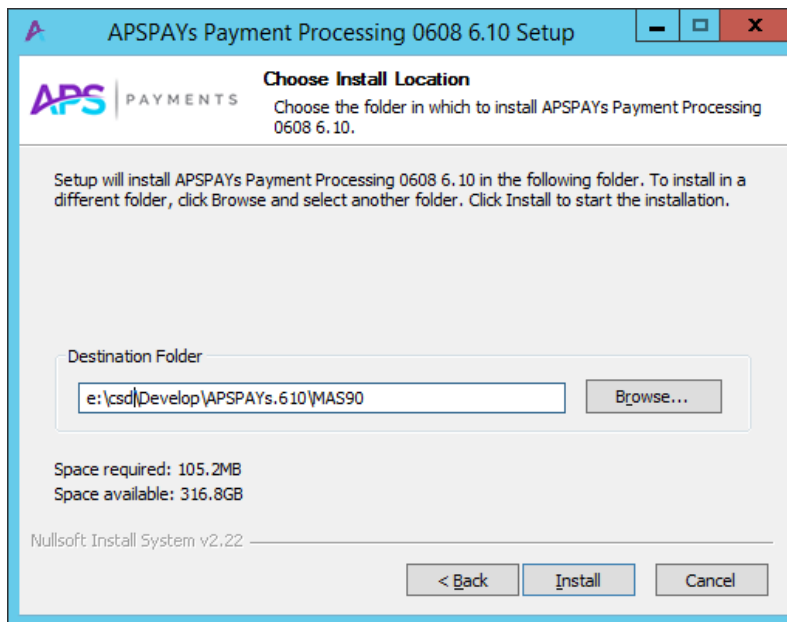 APSPAYs Payment Processing 0608 6.10 Setup
APS PAYMENTS
Choose Install Location
Choose the folder in which to install APSPAYs Payment Processing
0608 6.10.
Setup will install APSPAYs Payment Processing 0608 6.10 in the following folder. To install in a
different folder, click Browse and select another folder. Click Install to start the installation.
Destination Folder
e:\csd\Develop\APSPAYs.610\MAS90
Browse...
Space required: 105.2MB
Space available: 316.8GB
Nullsoft Install System v2.22
< Back Install Cancel